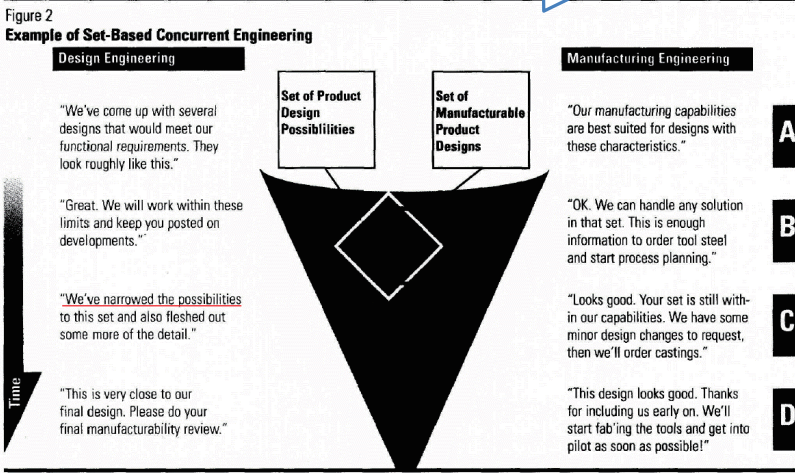 Figure 2
Example of Set-Based Concurrent Engineering
Design Engineering
Manufacturing Engineering
Set of Product
Design
Possiblilities
Set of
Manufacturable
Product
Designs
"We've come up with several
designs that would meet our
functional requirements. They
look roughly like this."
"Our manufacturing capabilities
are best suited for designs with
these characteristics."
A
"Great. We will work within these
limits and keep you posted on
developments."
"OK. We can handle any solution
in that set. This is enough
information to order tool steel
and start process planning."
B
"We've narrowed the possibilities
to this set and also fleshed out
some more of the detail."
"Looks good. Your set is still with-
in our capabilities. We have some
minor design changes to request,
then we'll order castings."
C
Time
"This is very close to our
final design. Please do your
final manufacturability review."
"This design looks good. Thanks
for including us early on. We'll
start fab'ing the tools and get into
pilot as soon as possible!"
D